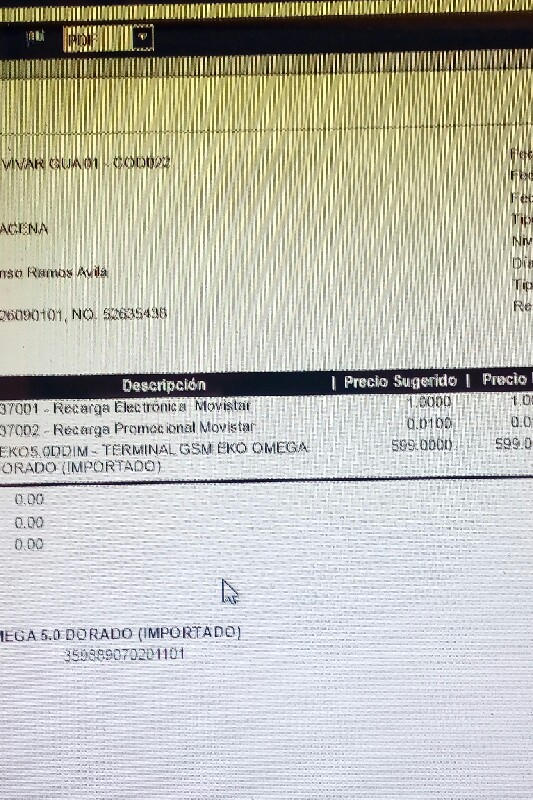 PDF
VIVAR GUA 01 - COD022
Fec
Fec
Fec
ACENA
Tip
Niv
nso Ramos Avila
Día
Tip
26090101, NO. 52635436
Re
Descripción | Precio Sugerido | Precio
37001 - Recarga Electrónica Movistar 1.0000 1.00
37002 - Recarga Promocional Movistar 0.0100 0.0
EKO5.0DDIM - TERMINAL GSM EKO OMEGA 599.0000 599.0
DORADO (IMPORTADO)
0.00
0.00
0.00
MEGA 5.0 DORADO (IMPORTADO)
359889070201101